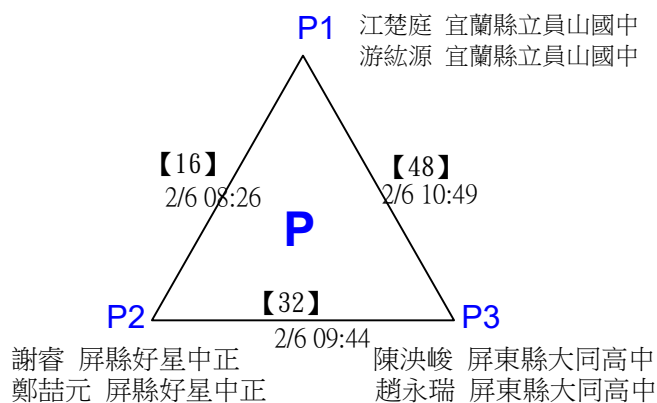 P1
江楚庭 宜蘭縣立員山國中
游紘源 宜蘭縣立員山國中
【16】
2/6 08:26
【48】
2/6 10:49
P
P2
【32】
2/6 09:44
P3
謝睿 屏縣好星中正
鄭喆元 屏縣好星中正
陳泱峻 屏東縣大同高中
趙永瑞 屏東縣大同高中